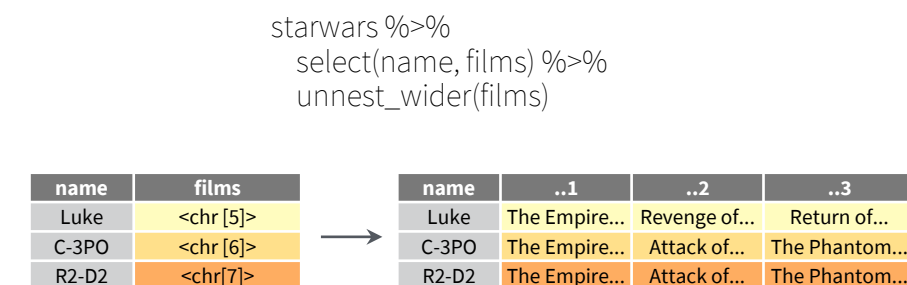 starwars %>%
select(name, films) %>%
unnest_wider(films)
name films name ..1 ..2 ..3
Luke <chr [5]> Luke The Empire... Revenge of... Return of...
C-3PO <chr [6]> C-3PO The Empire... Attack of... The Phantom...
R2-D2 <chr[7]> R2-D2 The Empire... Attack of... The Phantom...